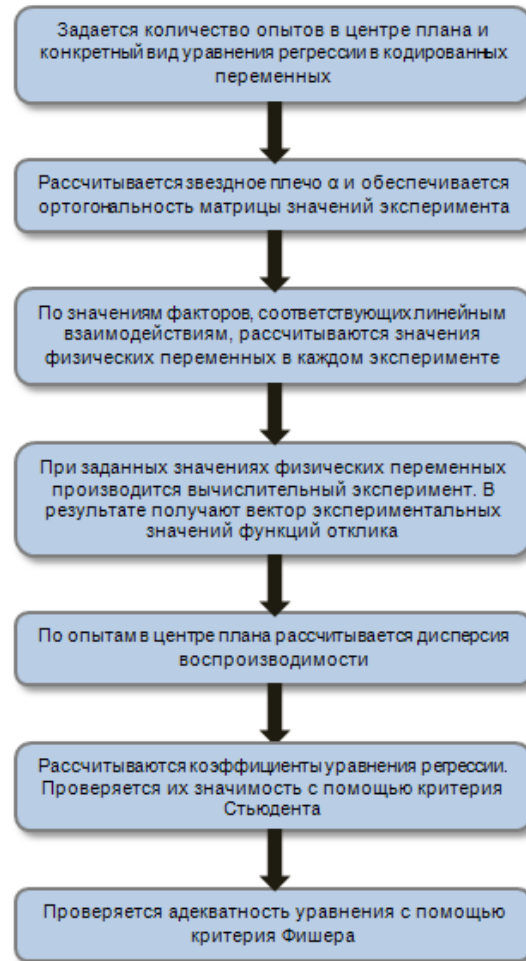 Задается количество опытов в центре плана и
конкретный вид уравнения регрессии в кодированных
переменных
Рассчитывается звездное плечо α и обеспечивается
ортогональность матрицы значений эксперимента
По значениям факторов, соответствующих линейным
взаимодействиям, рассчитываются значения
физических переменных в каждом эксперименте
При заданных значениях физических переменных
производится вычислительный эксперимент. В
результате получают вектор экспериментальных
значений функций отклика
По опытам в центре плана рассчитывается дисперсия
воспроизводимости
Рассчитываются коэффициенты уравнения регрессии.
Проверяется их значимость с помощью критерия
Стьюдента
Проверяется адекватность уравнения с помощью
критерия Фишера